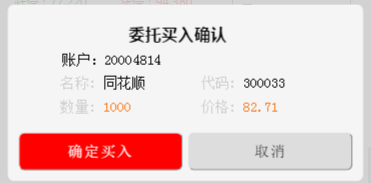 委托买入确认
账户：20004814
名称：同花顺 代码：300033
数量：1000 价格：82.71
确定买入 取消